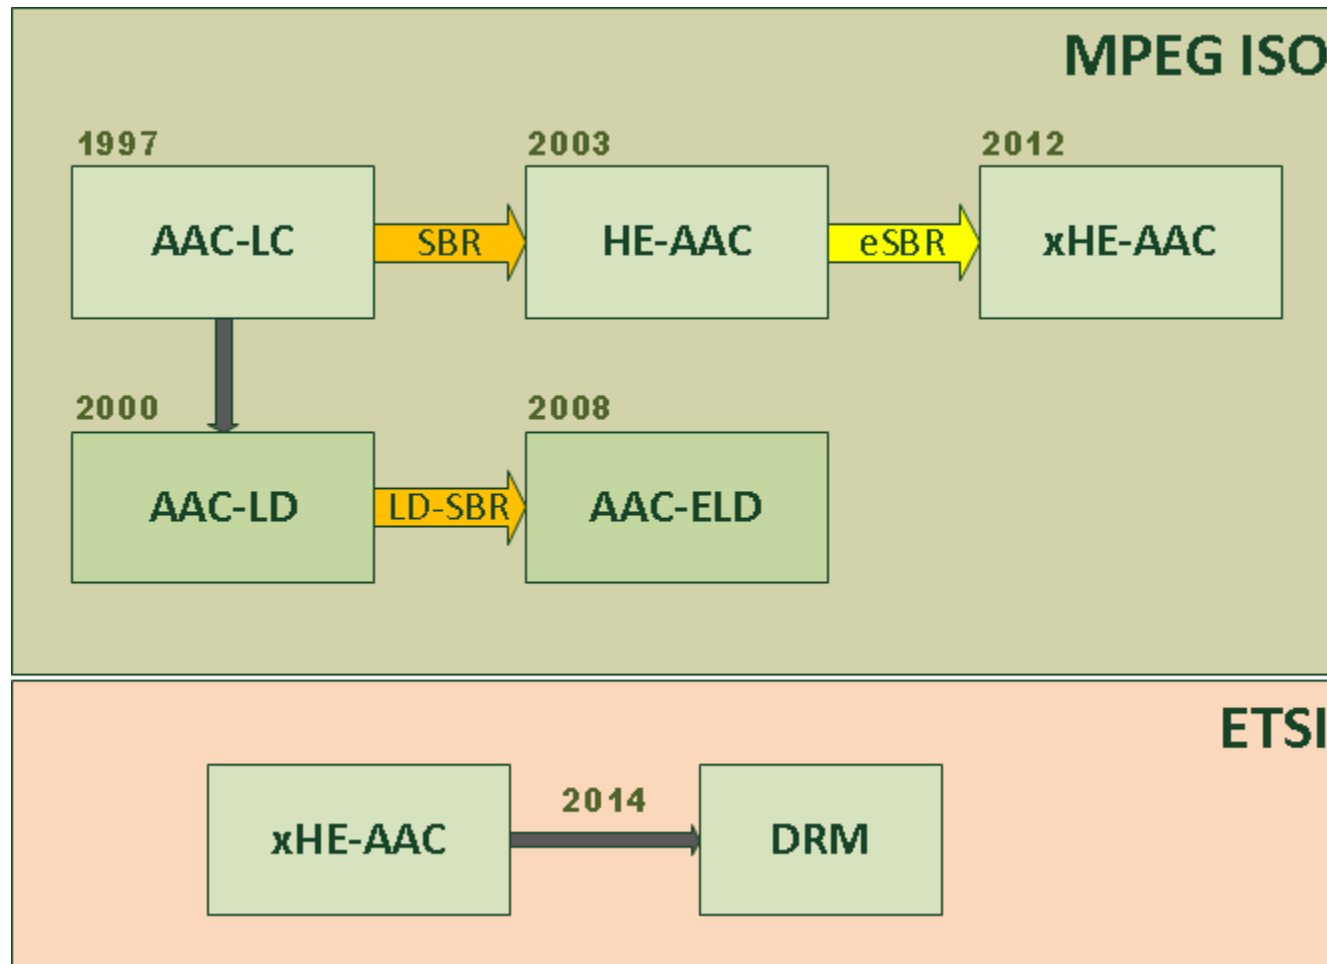 MPEG ISO
1997
2003
2012
AAC-LC
SBR
HE-AAC
eSBR
xHE-AAC
2000
2008
AAC-LD
LD-SBR
AAC-ELD
ETSI
2014
xHE-AAC
DRM